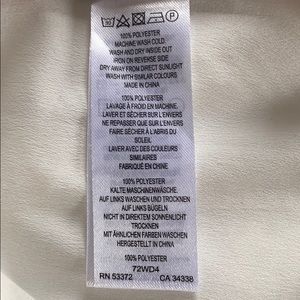 100% POLYESTER
MACHINE WASH COLD
WASH AND DRY INSIDE OUT
IRON ON REVERSE SIDE
DRY AWAY FROM DIRECT SUNLIGHT
WASH WITH SIMILAR COLOURS
MADE IN CHINA
100% POLYESTER
LAVAGE À FROID EN MACHINE.
LAVER ET SÉCHER SUR L'ENVERS
NE REPASSER QUE SUR L'ENVERS
FAIRE SÉCHER À L'ABRIS DU
SOLEIL
LAVER AVEC DES COULEURS
SIMILAIRES
FABRIQUÉ EN CHINE
100% POLYESTER
KALTE MASCHINENWÄSCHE.
AUF LINKS WASCHEN UND TROCKNEN
AUF LINKS BÜGELN
NICHT IN DIREKTEM SONNENLICHT
TROCKNEN
MIT ÄHNLICHEN FARBEN WASCHEN
HERGESTELLT IN CHINA
100% POLYESTER
72WD4
RN 53372 CA 34338